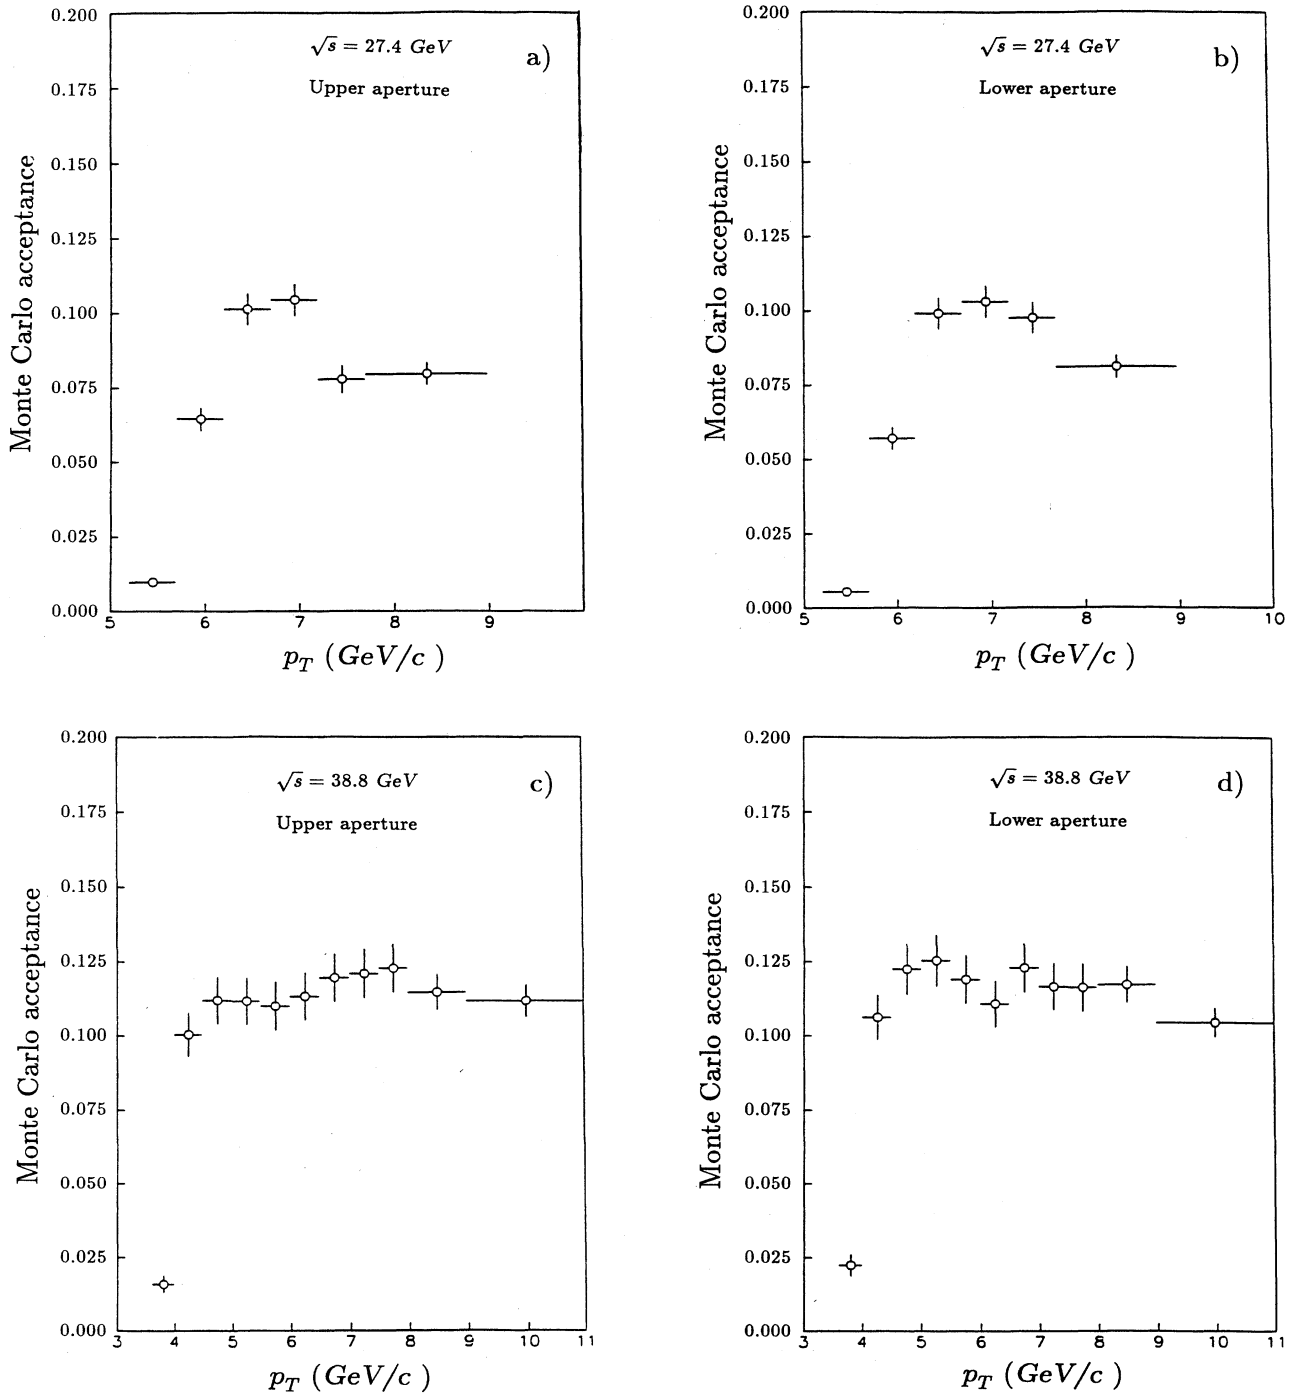 √s = 27.4 GeV
a)
Upper aperture
Monte Carlo acceptance
0.200
0.175
0.150
0.125
0.100
0.075
0.050
0.025
0.000
5 6 7 8 9
p_T (GeV/c )
√s = 27.4 GeV
b)
Lower aperture
Monte Carlo acceptance
0.200
0.175
0.150
0.125
0.100
0.075
0.050
0.025
0.000
5 6 7 8 9 10
p_T (GeV/c )
√s = 38.8 GeV
c)
Upper aperture
Monte Carlo acceptance
0.200
0.175
0.150
0.125
0.100
0.075
0.050
0.025
0.000
3 4 5 6 7 8 9 10 11
p_T (GeV/c )
√s = 38.8 GeV
d)
Lower aperture
Monte Carlo acceptance
0.200
0.175
0.150
0.125
0.100
0.075
0.050
0.025
0.000
3 4 5 6 7 8 9 10 11
p_T (GeV/c )